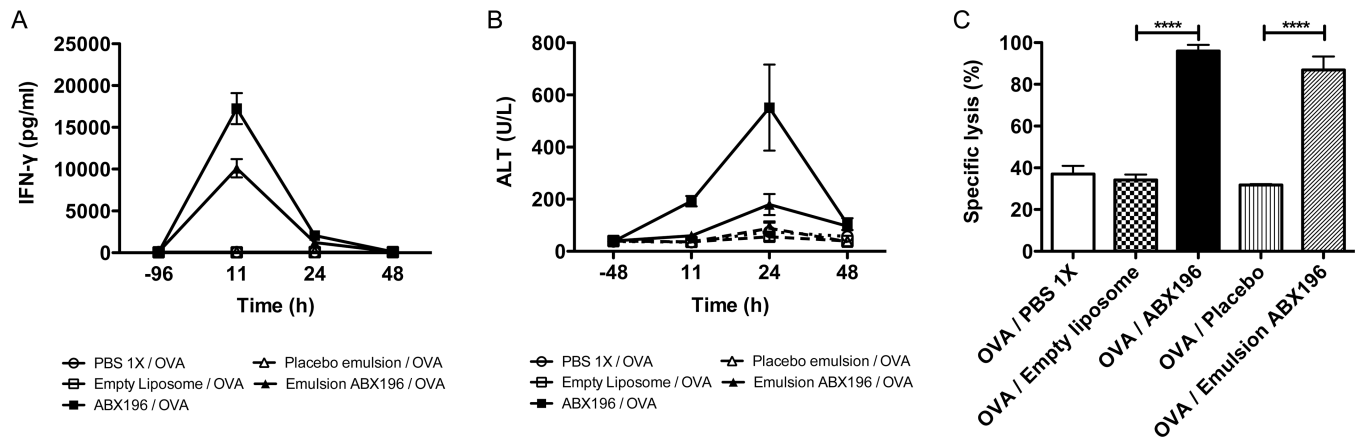 A
IFN-γ (pg/ml)
25000
20000
15000
10000
5000
0
-96 11 24 48
Time (h)
PBS 1X / OVA
Empty Liposome / OVA
ABX196 / OVA
Placebo emulsion / OVA
Emulsion ABX196 / OVA
B
ALT (U/L)
800
600
400
200
0
-48 11 24 48
Time (h)
PBS 1X / OVA
Empty Liposome / OVA
ABX196 / OVA
Placebo emulsion / OVA
Emulsion ABX196 / OVA
C
Specific lysis (%)
100
80
60
40
20
0
**** ****
OVA / PBS 1X
OVA / Empty liposome
OVA / ABX196
OVA / Placebo
OVA / Emulsion ABX196